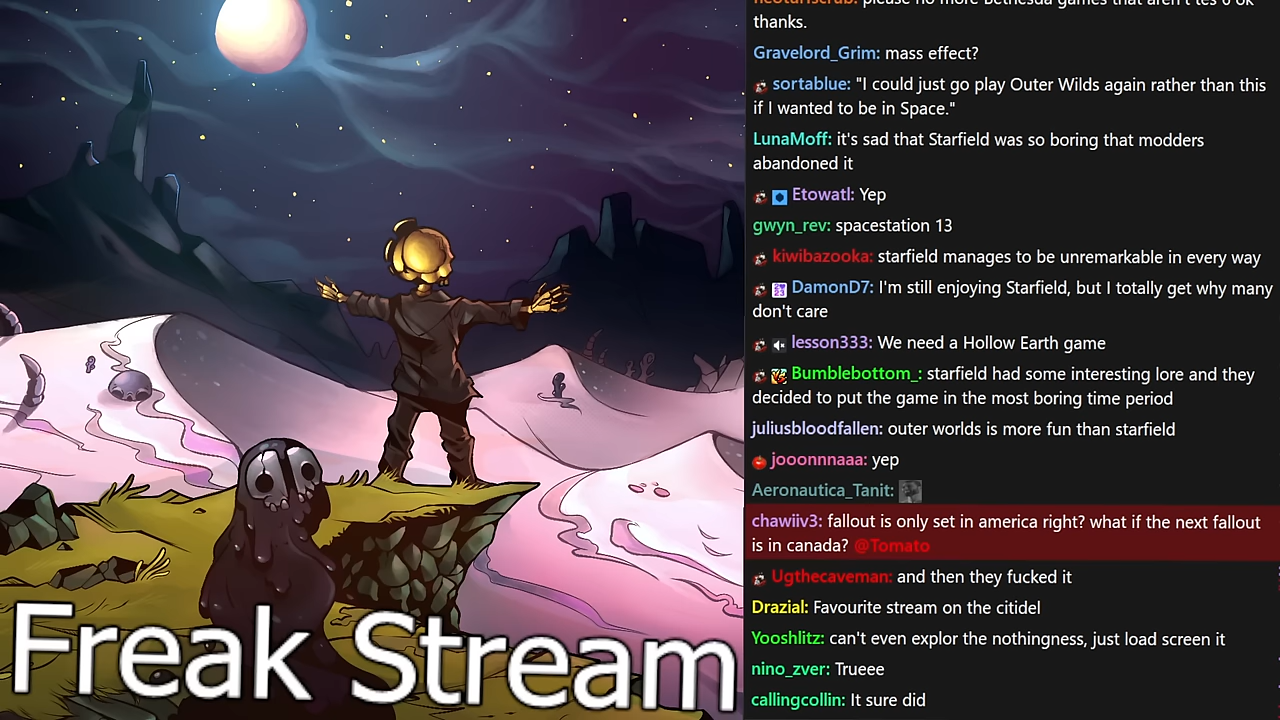 please no more Bethesda games that aren't tes 6 ok
thanks.
Gravelord_Grim: mass effect?
sortablue: "I could just go play Outer Wilds again rather than this
if I wanted to be in Space."
LunaMoff: it's sad that Starfield was so boring that modders
abandoned it
Etowatl: Yep
gwyn_rev: spacestation 13
kiwibazooka: starfield manages to be unremarkable in every way
DamonD7: I'm still enjoying Starfield, but I totally get why many
don't care
lesson333: We need a Hollow Earth game
Bumblebottom_: starfield had some interesting lore and they
decided to put the game in the most boring time period
juliusbloodfallen: outer worlds is more fun than starfield
jooonnnaaa: yep
Aeronautica_Tanit:
chawiiv3: fallout is only set in america right? what if the next fallout
is in canada? @Tomato
Ugthecaveman: and then they fucked it
Drazial: Favourite stream on the citidel
Yooshlitz: can't even explor the nothingness, just load screen it
nino_zver: Trueee
callingcollin: It sure did
Freak Stream